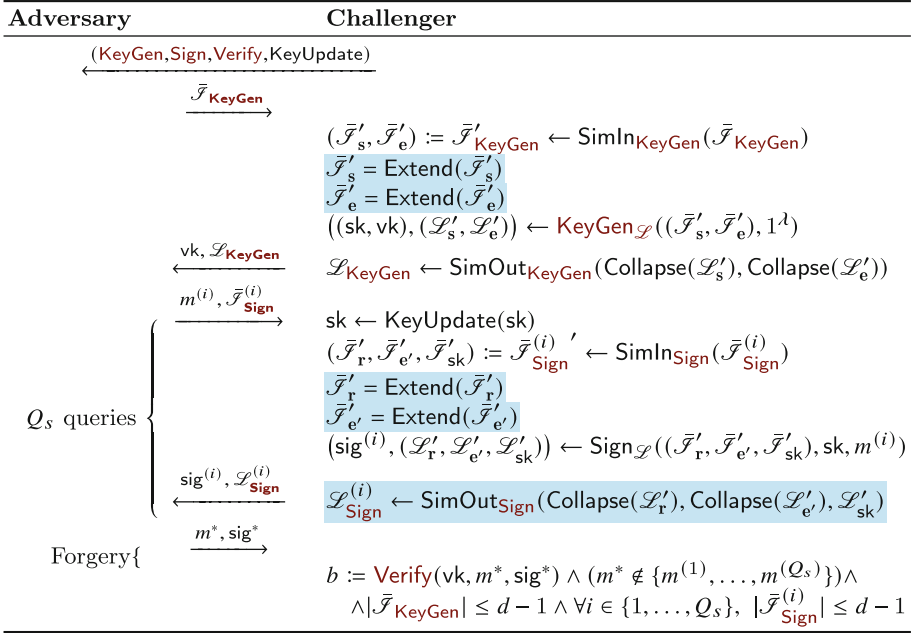 Adversary Challenger
(KeyGen,Sign,Verify,KeyUpdate)
ℐ̄_KeyGen
(ℐ̄′_s, ℐ̄′_e) := ℐ̄′_KeyGen ← SimIn_KeyGen(ℐ̄_KeyGen)
ℐ̄′_s = Extend(ℐ̄′_s)
ℐ̄′_e = Extend(ℐ̄′_e)
((sk, vk), (ℒ′_s, ℒ′_e)) ← KeyGen_ℒ((ℐ̄′_s, ℐ̄′_e), 1^λ)
vk, ℒ_KeyGen ℒ_KeyGen ← SimOut_KeyGen(Collapse(ℒ′_s), Collapse(ℒ′_e))
m^(i), ℐ̄^(i)_Sign
sk ← KeyUpdate(sk)
(ℐ̄′_r, ℐ̄′_e′, ℐ̄′_sk) := ℐ̄^(i)_Sign ′ ← SimIn_Sign(ℐ̄^(i)_Sign)
ℐ̄′_r = Extend(ℐ̄′_r)
ℐ̄′_e′ = Extend(ℐ̄′_e′)
Q_s queries
(sig^(i), (ℒ′_r, ℒ′_e′, ℒ′_sk)) ← Sign_ℒ((ℐ̄′_r, ℐ̄′_e′, ℐ̄′_sk), sk, m^(i))
sig^(i), ℒ^(i)_Sign ℒ^(i)_Sign ← SimOut_Sign(Collapse(ℒ′_r), Collapse(ℒ′_e′), ℒ′_sk)
m*, sig*
Forgery{
b := Verify(vk, m*, sig*) ∧ (m* ∉ {m^(1), . . . , m^(Q_s)})∧
∧|ℐ̄_KeyGen| ≤ d − 1 ∧ ∀i ∈ {1, . . . , Q_s}, |ℐ̄^(i)_Sign| ≤ d − 1